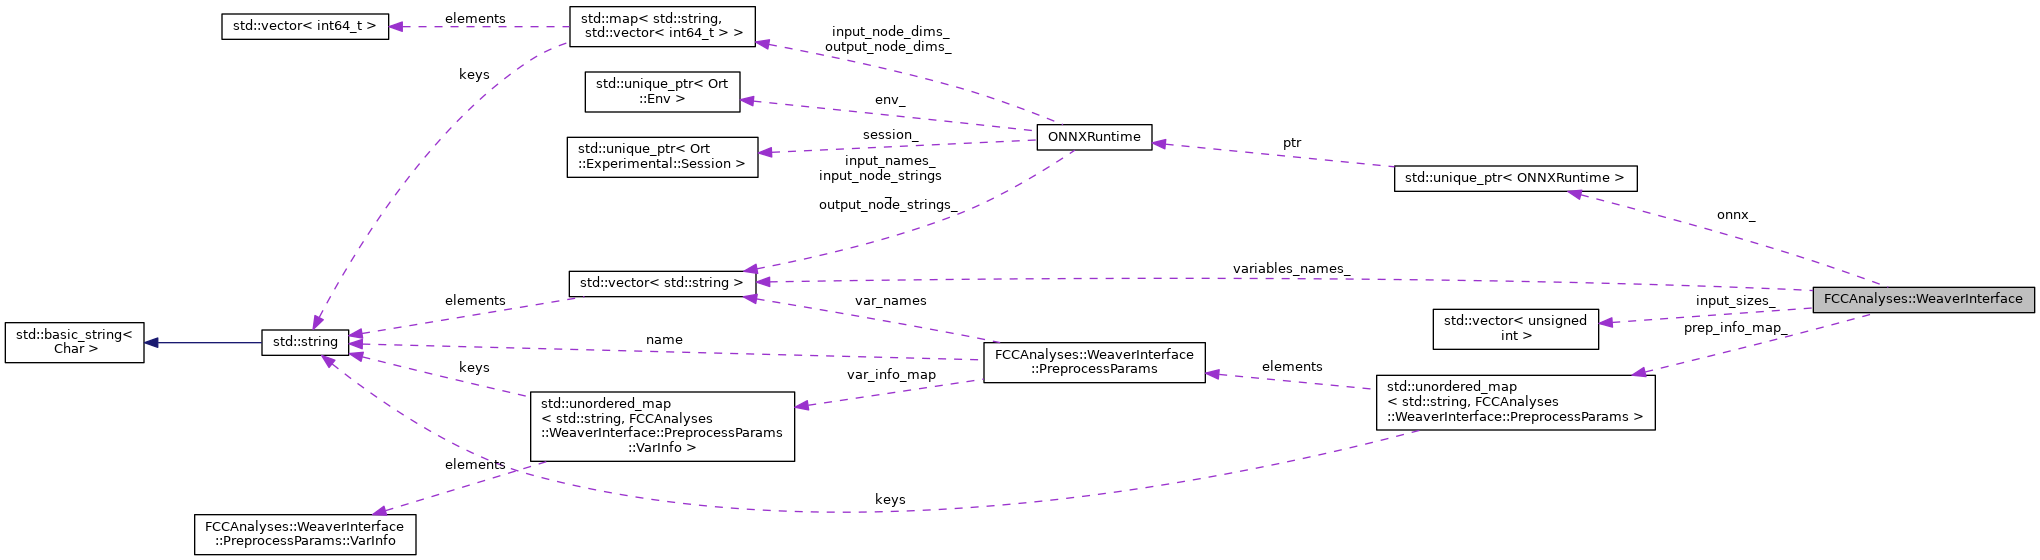 std::vector< int64_t >
elements
std::map< std::string,
std::vector< int64_t > >
input_node_dims_
output_node_dims_
keys
std::unique_ptr< Ort
::Env >
env_
std::unique_ptr< Ort
::Experimental::Session >
session_
ONNXRuntime
ptr
std::unique_ptr< ONNXRuntime >
input_names_
input_node_strings
_
output_node_strings_
onnx_
std::vector< std::string >
variables_names_
FCCAnalyses::WeaverInterface
elements
var_names
input_sizes_
std::vector< unsigned
int >
prep_info_map_
std::basic_string<
Char >
std::string
name
FCCAnalyses::WeaverInterface
::PreprocessParams
keys
var_info_map
elements
std::unordered_map
< std::string, FCCAnalyses
::WeaverInterface::PreprocessParams >
std::unordered_map
< std::string, FCCAnalyses
::WeaverInterface::PreprocessParams
::VarInfo >
elements
keys
FCCAnalyses::WeaverInterface
::PreprocessParams::VarInfo